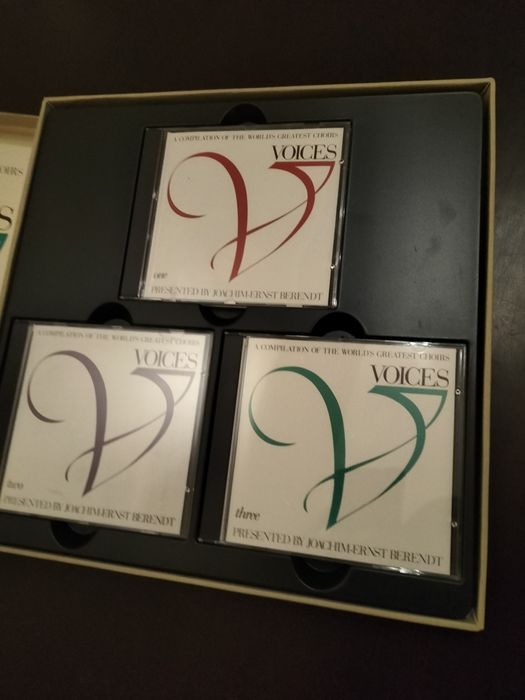 A COMPILATION OF THE WORLD'S GREATEST CHOIRS
VOICES
one
PRESENTED BY JOACHIM-ERNST BERENDT
A COMPILATION OF THE WORLD'S GREATEST CHOIRS
VOICES
two
PRESENTED BY JOACHIM-ERNST BERENDT
A COMPILATION OF THE WORLD'S GREATEST CHOIRS
VOICES
three
PRESENTED BY JOACHIM-ERNST BERENDT